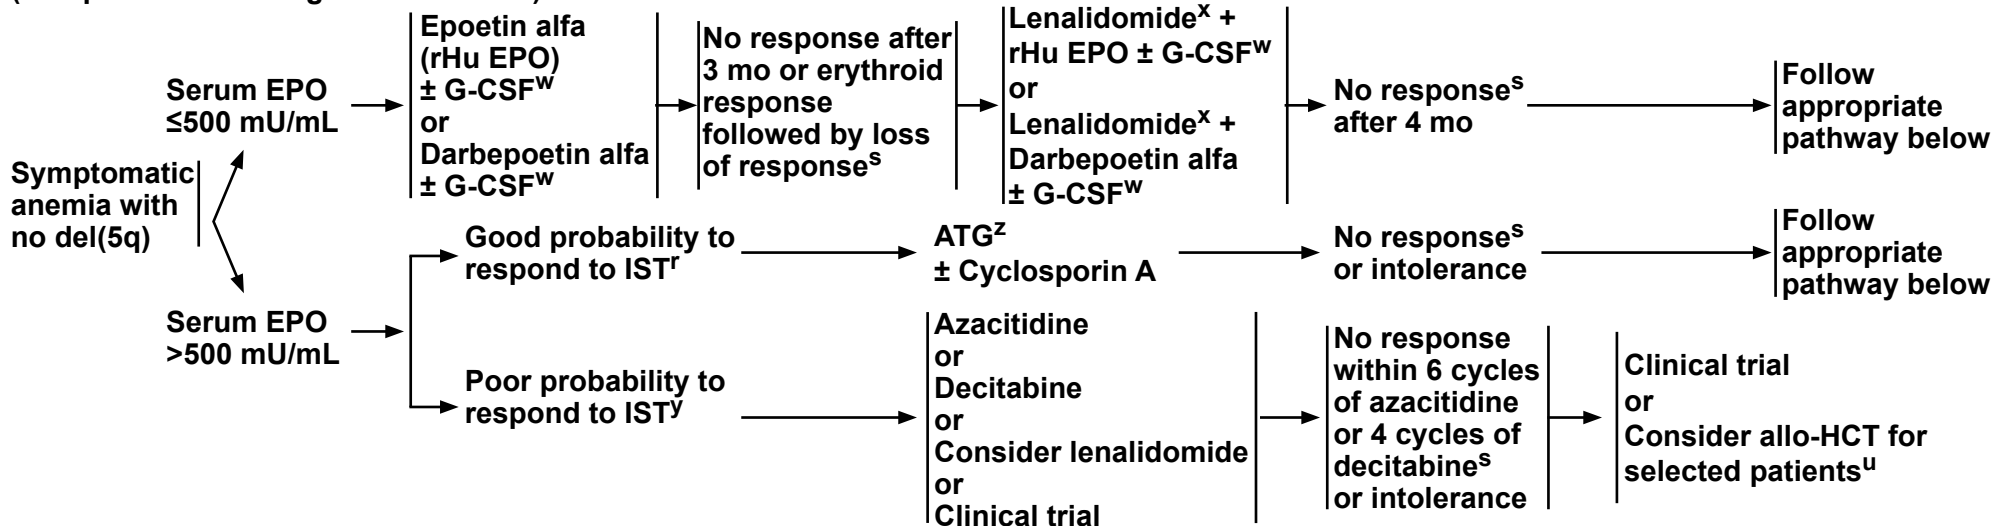 Symptomatic
anemia with
no del(5q)
Serum EPO
≤500 mU/mL
Epoetin alfa
(rHu EPO)
± G-CSFʷ
or
Darbepoetin alfa
± G-CSFʷ
No response after
3 mo or erythroid
response
followed by loss
of responseˢ
Lenalidomideˣ +
rHu EPO ± G-CSFʷ
or
Lenalidomideˣ +
Darbepoetin alfa
± G-CSFʷ
No responseˢ
after 4 mo
Follow
appropriate
pathway below
Serum EPO
>500 mU/mL
Good probability to
respond to ISTʳ
ATGᶻ
± Cyclosporin A
No responseˢ
or intolerance
Follow
appropriate
pathway below
Poor probability to
respond to ISTʸ
Azacitidine
or
Decitabine
or
Consider lenalidomide
or
Clinical trial
No response
within 6 cycles
of azacitidine
or 4 cycles of
decitabineˢ
or intolerance
Clinical trial
or
Consider allo-HCT for
selected patientsᵘ